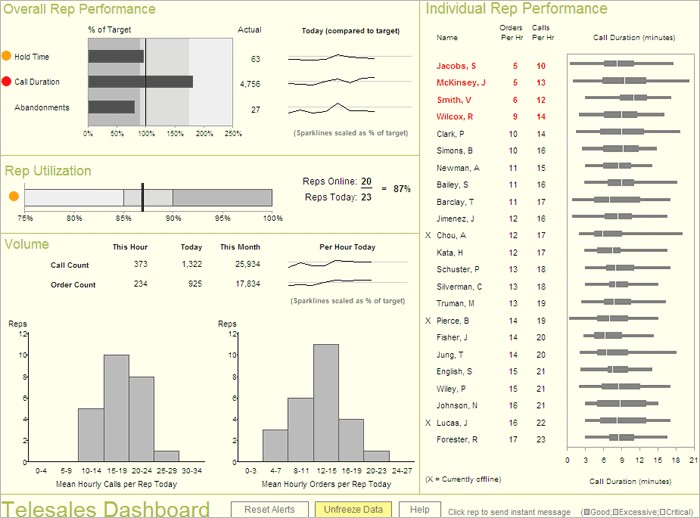 Overall Rep Performance
% of Target Actual Today (compared to target)
Hold Time 63
Call Duration 4,756
Abandonments 27
0% 50% 100% 150% 200% 250% (Sparklines scaled as % of target)
Rep Utilization
Reps Online: 20
Reps Today: 23
= 87%
75% 80% 85% 90% 95% 100%
Volume
This Hour Today This Month Per Hour Today
Call Count 373 1,322 25,934
Order Count 234 925 17,834
(Sparklines scaled as % of target)
Reps
12
10
8
6
4
2
0
0-4 5-9 10-14 15-19 20-24 25-29 30-34
Mean Hourly Calls per Rep Today
Reps
12
10
8
6
4
2
0
0-3 4-7 8-11 12-15 16-19 20-23 24-27
Mean Hourly Orders per Rep Today
Individual Rep Performance
Name Orders Per Hr Calls Per Hr Call Duration (minutes)
Jacobs, S 5 10
McKinsey, J 5 13
Smith, V 6 12
Wilcox, R 9 14
Clark, P 10 14
Simons, B 10 16
Newman, A 11 15
Bailey, S 11 16
Barclay, T 11 17
Jimenez, J 12 16
X Chou, A 12 17
Kata, H 12 17
Schuster, P 13 18
Silverman, C 13 18
Truman, M 13 19
X Pierce, B 14 19
Fisher, J 14 20
Jung, T 14 20
English, S 15 21
Wiley, P 15 21
Johnson, N 16 21
X Lucas, J 16 22
Forester, R 17 23
0 3 6 9 12 15 18 21
(X = Currently offline) Call Duration (minutes)
Telesales Dashboard
Reset Alerts Unfreeze Data Help Click rep to send instant message (Good; Excessive; Critical)